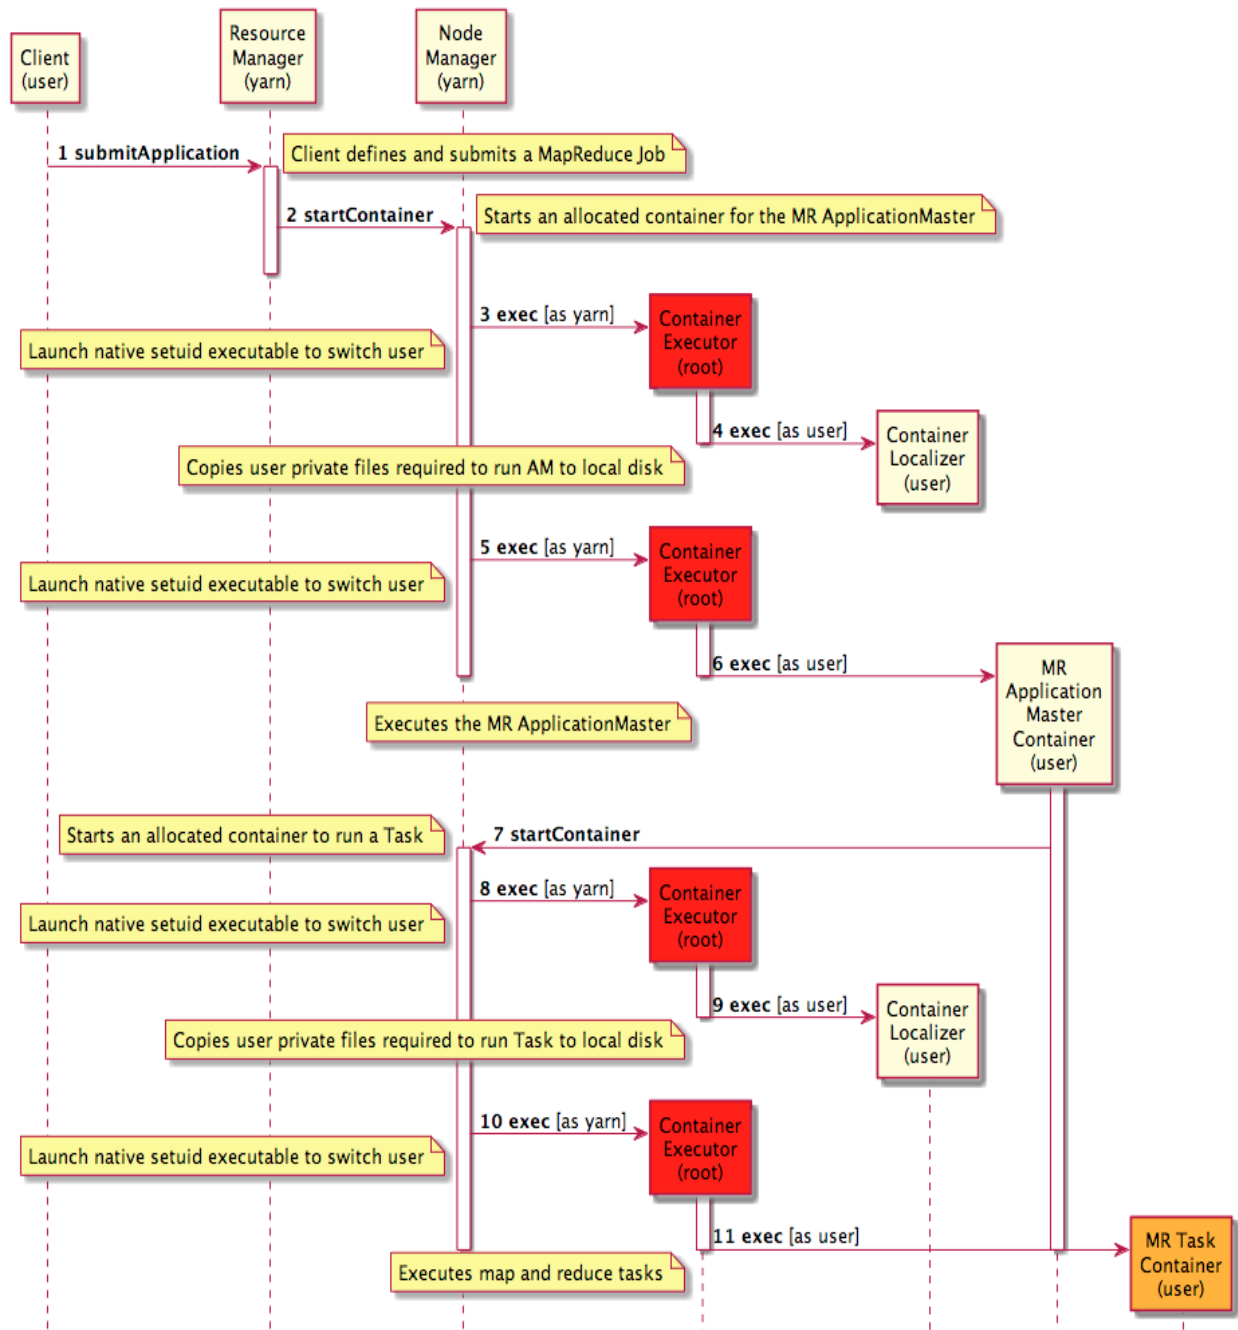 Client
(user)
Resource
Manager
(yarn)
Node
Manager
(yarn)
1 submitApplication
Client defines and submits a MapReduce Job
2 startContainer
Starts an allocated container for the MR ApplicationMaster
3 exec [as yarn]
Container
Executor
(root)
Launch native setuid executable to switch user
4 exec [as user]
Container
Localizer
(user)
Copies user private files required to run AM to local disk
5 exec [as yarn]
Container
Executor
(root)
Launch native setuid executable to switch user
6 exec [as user]
MR
Application
Master
Container
(user)
Executes the MR ApplicationMaster
Starts an allocated container to run a Task
7 startContainer
8 exec [as yarn]
Container
Executor
(root)
Launch native setuid executable to switch user
9 exec [as user]
Container
Localizer
(user)
Copies user private files required to run Task to local disk
10 exec [as yarn]
Container
Executor
(root)
Launch native setuid executable to switch user
11 exec [as user]
MR Task
Container
(user)
Executes map and reduce tasks